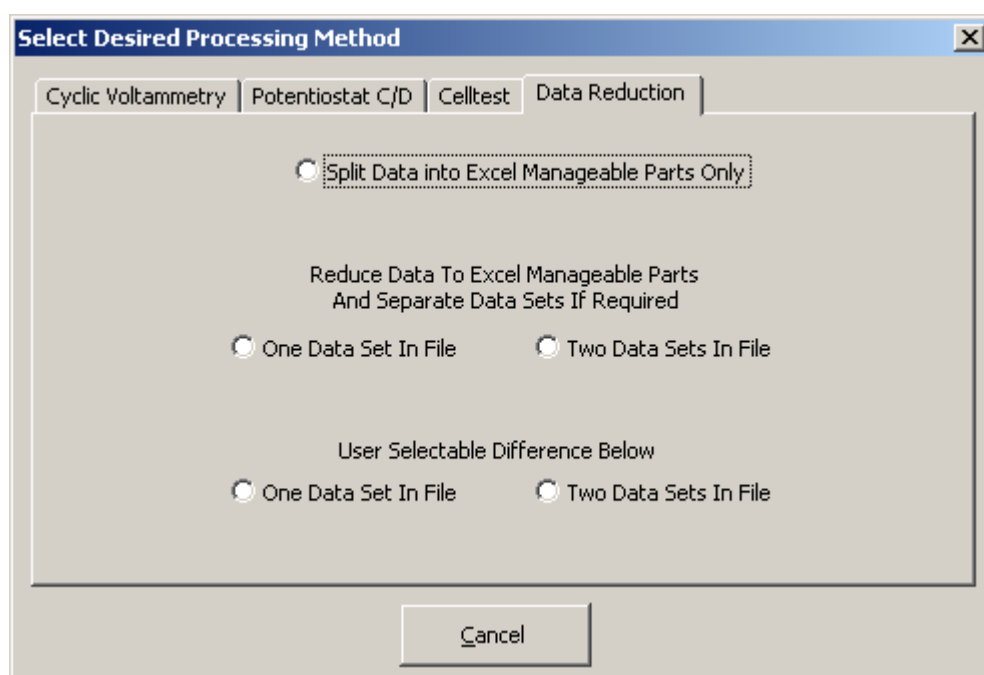 Select Desired Processing Method
Cyclic Voltammetry Potentiostat C/D Celltest Data Reduction
Split Data into Excel Manageable Parts Only
Reduce Data To Excel Manageable Parts
And Separate Data Sets If Required
One Data Set In File Two Data Sets In File
User Selectable Difference Below
One Data Set In File Two Data Sets In File
Cancel